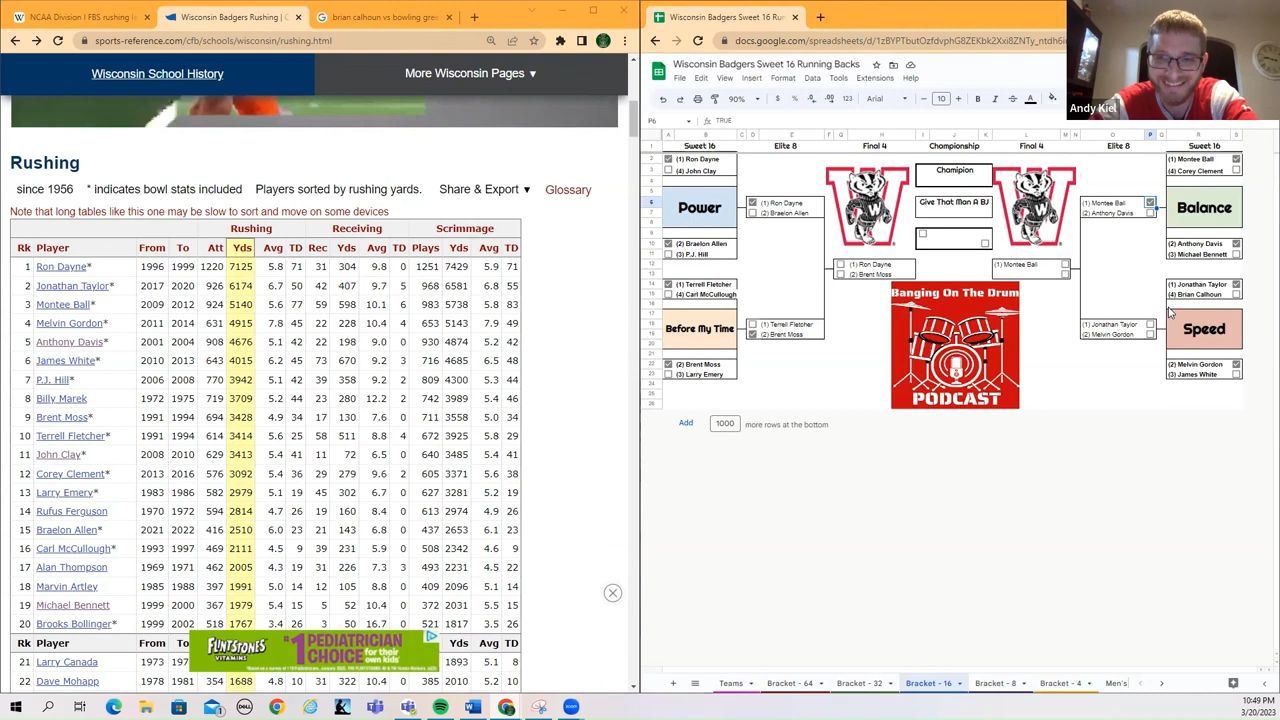 NCAA Division I FBS rushing le
Wisconsin Badgers Rushing | C
brian calhoun vs bowling gree
sports-reference.com/cfb/schools/wisconsin/rushing.html
Wisconsin School History
More Wisconsin Pages ▼
Rushing
since 1956 * indicates bowl stats included Players sorted by rushing yards. Share & Export ▼ Glossary
Note that long tables like this one may be slow to sort and move on some devices
Rushing Receiving Scrimmage
Rk Player From To Att Yds Avg TD Rec Yds Avg TD Plays Yds Avg TD
1 Ron Dayne* 1996 1999 1220 7125 5.8 71 31 304 9.8 0 1251 7429 5.9 71
2 Jonathan Taylor* 2017 2020 926 6174 6.7 50 42 407 9.7 5 968 6581 6.8 55
3 Montee Ball* 2009 2013 924 5140 5.6 77 59 598 10.1 6 983 5738 5.8 83
4 Melvin Gordon* 2011 2014 631 4915 7.8 45 22 228 10.4 4 653 5143 7.9 49
5 Anthony Davis* 2001 2004 908 4676 5.1 42 22 198 9.0 0 930 4874 5.2 42
6 James White* 2010 2013 643 4015 6.2 45 73 670 9.2 3 716 4685 6.5 48
7 P.J. Hill* 2006 2008 770 3942 5.1 42 39 358 9.2 2 809 4300 5.3 44
8 Billy Marek 1972 1975 719 3709 5.2 44 23 280 12.2 2 742 3989 5.4 46
9 Brent Moss* 1991 1994 694 3428 4.9 34 17 130 7.6 0 711 3558 5.0 34
10 Terrell Fletcher* 1991 1994 614 3414 5.6 25 58 511 8.8 4 672 3925 5.8 29
11 John Clay* 2008 2010 629 3413 5.4 41 11 72 6.5 0 640 3485 5.4 41
12 Corey Clement* 2013 2016 576 3092 5.4 36 29 279 9.6 2 605 3371 5.6 38
13 Larry Emery* 1983 1986 582 2979 5.1 19 45 302 6.7 0 627 3281 5.2 19
14 Rufus Ferguson 1970 1972 594 2814 4.7 26 19 160 8.4 0 613 2974 4.9 26
15 Braelon Allen* 2021 2022 416 2510 6.0 23 21 143 6.8 0 437 2653 6.1 23
16 Carl McCullough* 1993 1997 469 2111 4.5 9 39 231 5.9 0 508 2342 4.6 9
17 Alan Thompson 1969 1971 462 2005 4.3 19 31 226 7.3 3 493 2231 4.5 22
18 Marvin Artley 1985 1988 397 1991 5.0 14 12 105 8.8 0 409 2096 5.1 14
19 Michael Bennett 1999 2000 367 1979 5.4 15 5 52 10.4 0 372 2031 5.5 15
20 Brooks Bollinger* 1999 2002 518 1767 3.4 26 3 50 16.7 0 521 1817 3.5 26
Rk Player Yds Avg TD
21 Larry Canada 1973 1893 5.1 8
22 Dave Mohapp 1978 1981 354 1688 4.8 10 31 322 10.4 0 385 2010 5.2 10
FLINTSTONES VITAMINS #1 PEDIATRICIAN CHOICE for their own kids*
Wisconsin Badgers Sweet 16 Run
docs.google.com/spreadsheets/d/1zBYPTbutOzfdvphG8ZEKbk2Xxi8ZNTy_ntdh6i
Wisconsin Badgers Sweet 16 Running Backs
File Edit View Insert Format Data Tools Extensions Help
90% $ % .0 .00 123 Arial 10 B I A
P6 TRUE
A B C D E F G H I J K L M N O P Q R S
1 Sweet 16 Elite 8 Final 4 Championship Final 4 Elite 8 Sweet 16
(1) Ron Dayne
(4) John Clay
Power
(2) Braelon Allen
(3) P.J. Hill
(1) Terrell Fletcher
(4) Carl McCullough
Before My Time
(2) Brent Moss
(3) Larry Emery
(1) Ron Dayne
(2) Braelon Allen
(1) Terrell Fletcher
(2) Brent Moss
(1) Ron Dayne
(2) Brent Moss
Champion
Give That Man A BJ
W
W
Banging On The Drum
PODCAST
(1) Montee Ball
(1) Montee Ball
(2) Anthony Davis
(1) Jonathan Taylor
(2) Melvin Gordon
(1) Montee Ball
(4) Corey Clement
Balance
(2) Anthony Davis
(3) Michael Bennett
(1) Jonathan Taylor
(4) Brian Calhoun
Speed
(2) Melvin Gordon
(3) James White
Add 1000 more rows at the bottom
Teams Bracket - 64 Bracket - 32 Bracket - 16 Bracket - 8 Bracket - 4 Men's
Andy Kiel
10:49 PM
3/20/2023